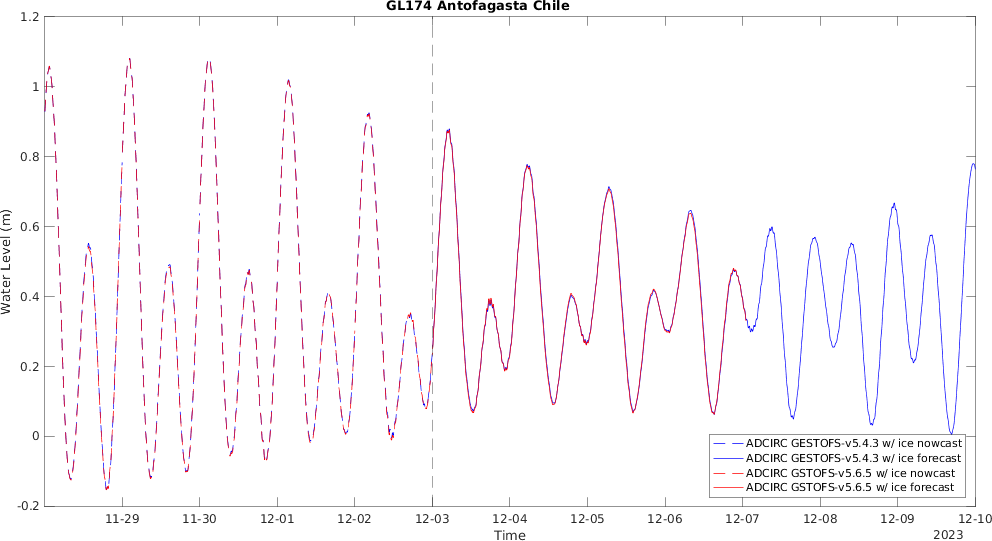 GL174 Antofagasta Chile
1.2
1
0.8
0.6
0.4
0.2
0
-0.2
Water Level (m)
11-29 11-30 12-01 12-02 12-03 12-04 12-05 12-06 12-07 12-08 12-09 12-10
Time
2023
ADCIRC GESTOFS-v5.4.3 w/ ice nowcast
ADCIRC GESTOFS-v5.4.3 w/ ice forecast
ADCIRC GSTOFS-v5.6.5 w/ ice nowcast
ADCIRC GSTOFS-v5.6.5 w/ ice forecast